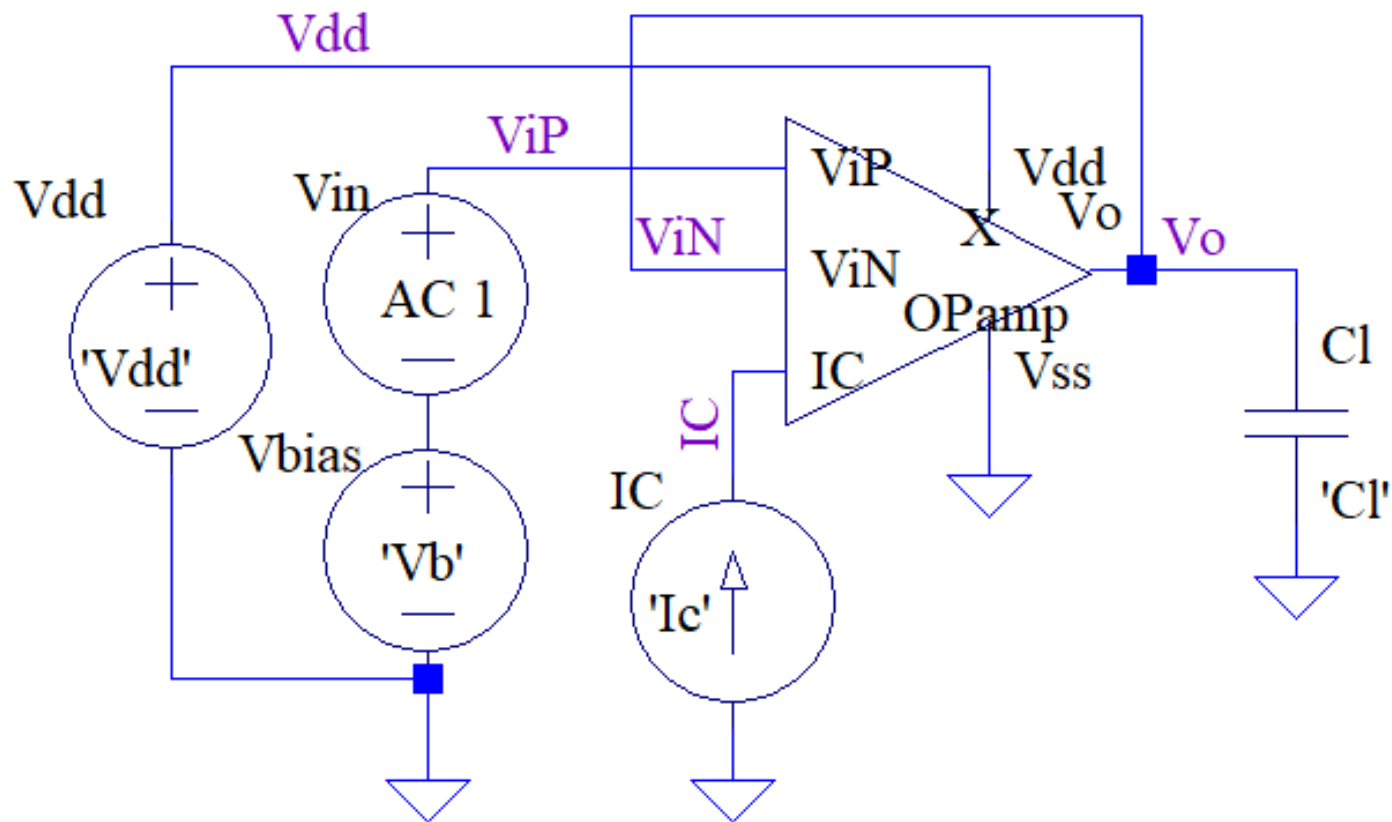 Vdd
ViP
Vdd
Vin
ViP
Vdd
Vo
X
Vo
ViN
ViN
AC 1
'Vdd'
OPamp
Cl
IC
Vss
IC
Vbias
IC
'Cl'
'Vb'
'Ic'